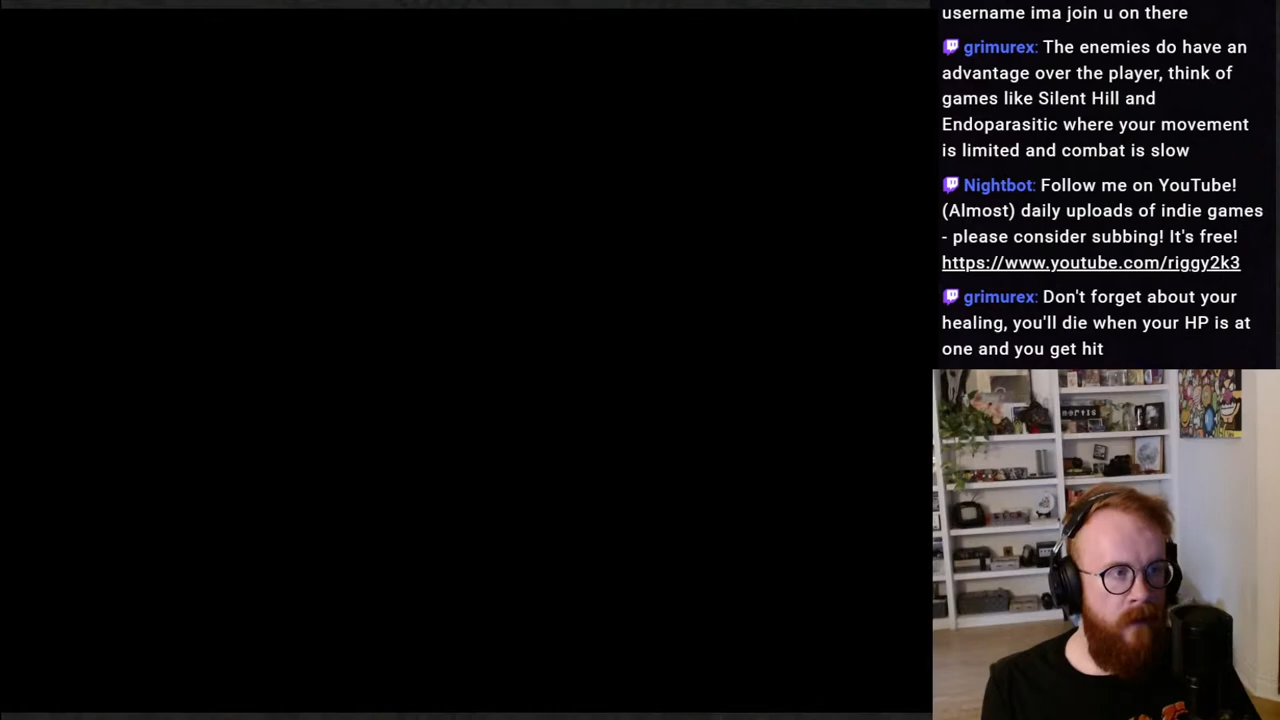 username ima join u on there
grimurex: The enemies do have an
advantage over the player, think of
games like Silent Hill and
Endoparasitic where your movement
is limited and combat is slow
Nightbot: Follow me on YouTube!
(Almost) daily uploads of indie games
- please consider subbing! It's free!
https://www.youtube.com/riggy2k3
grimurex: Don't forget about your
healing, you'll die when your HP is at
one and you get hit